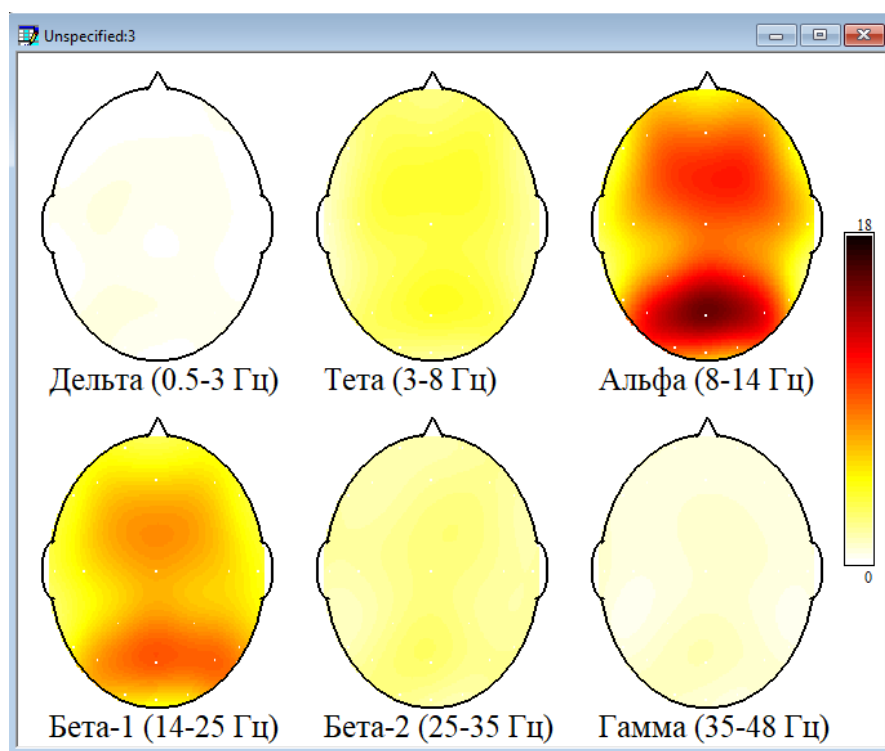 Unspecified:3
Дельта (0.5-3 Гц) Тета (3-8 Гц) Альфа (8-14 Гц)
18
0
Бета-1 (14-25 Гц) Бета-2 (25-35 Гц) Гамма (35-48 Гц)